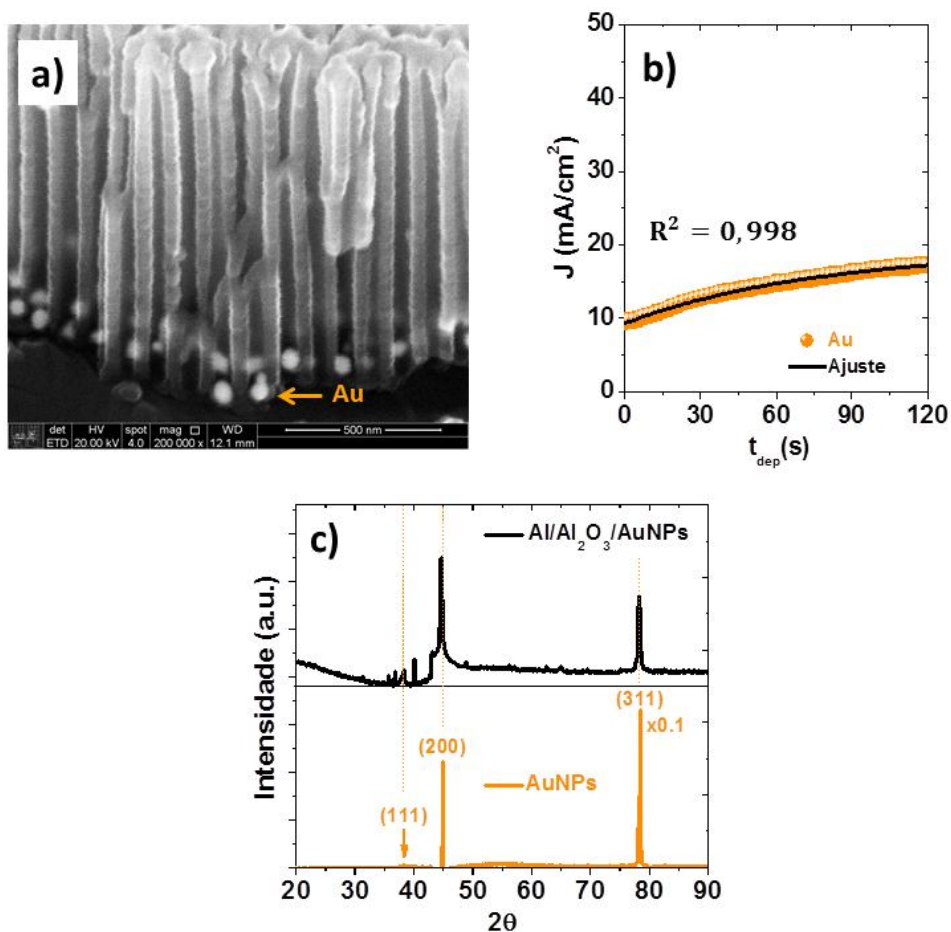 a)
Au
det HV spot mag WD
ETD 20.00 kV 4.0 200 000 x 12.1 mm
500 nm
b)
J (mA/cm²)
50
40
30
20
10
0
R² = 0,998
Au
Ajuste
0 30 60 90 120
t_dep(s)
c)
Intensidade (a.u.)
Al/Al₂O₃/AuNPs
(311)
x0.1
(200)
AuNPs
(111)
20 30 40 50 60 70 80 90
2θ